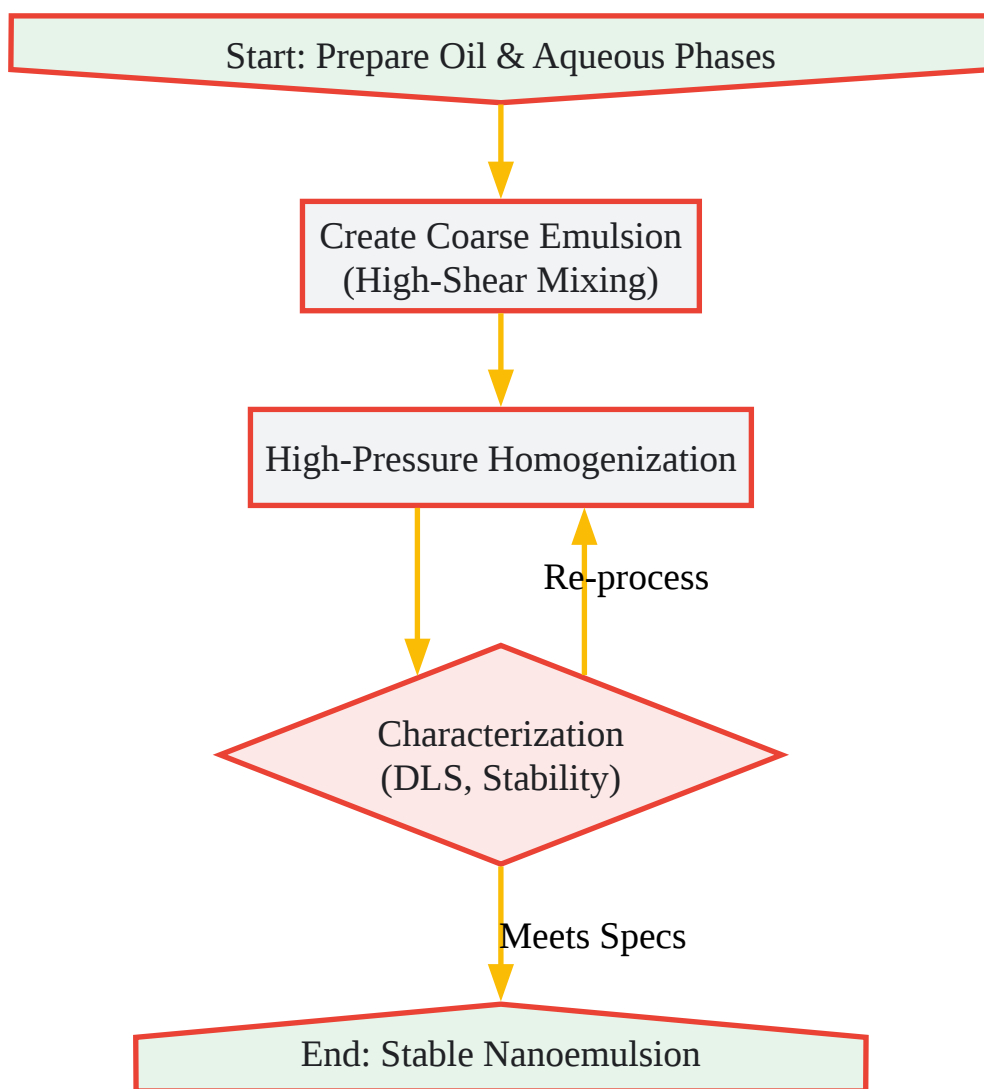 Start: Prepare Oil & Aqueous Phases
Create Coarse Emulsion
(High-Shear Mixing)
High-Pressure Homogenization
Re-process
Characterization
(DLS, Stability)
Meets Specs
End: Stable Nanoemulsion